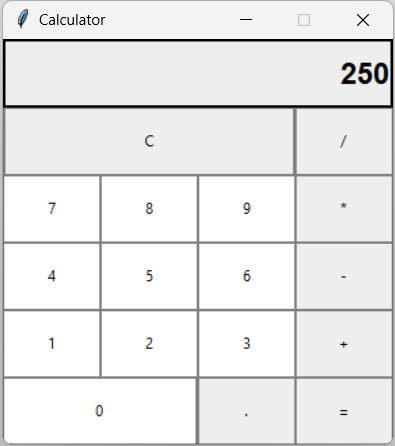 Calculator
250
C /
7 8 9 *
4 5 6 -
1 2 3 +
0 . =